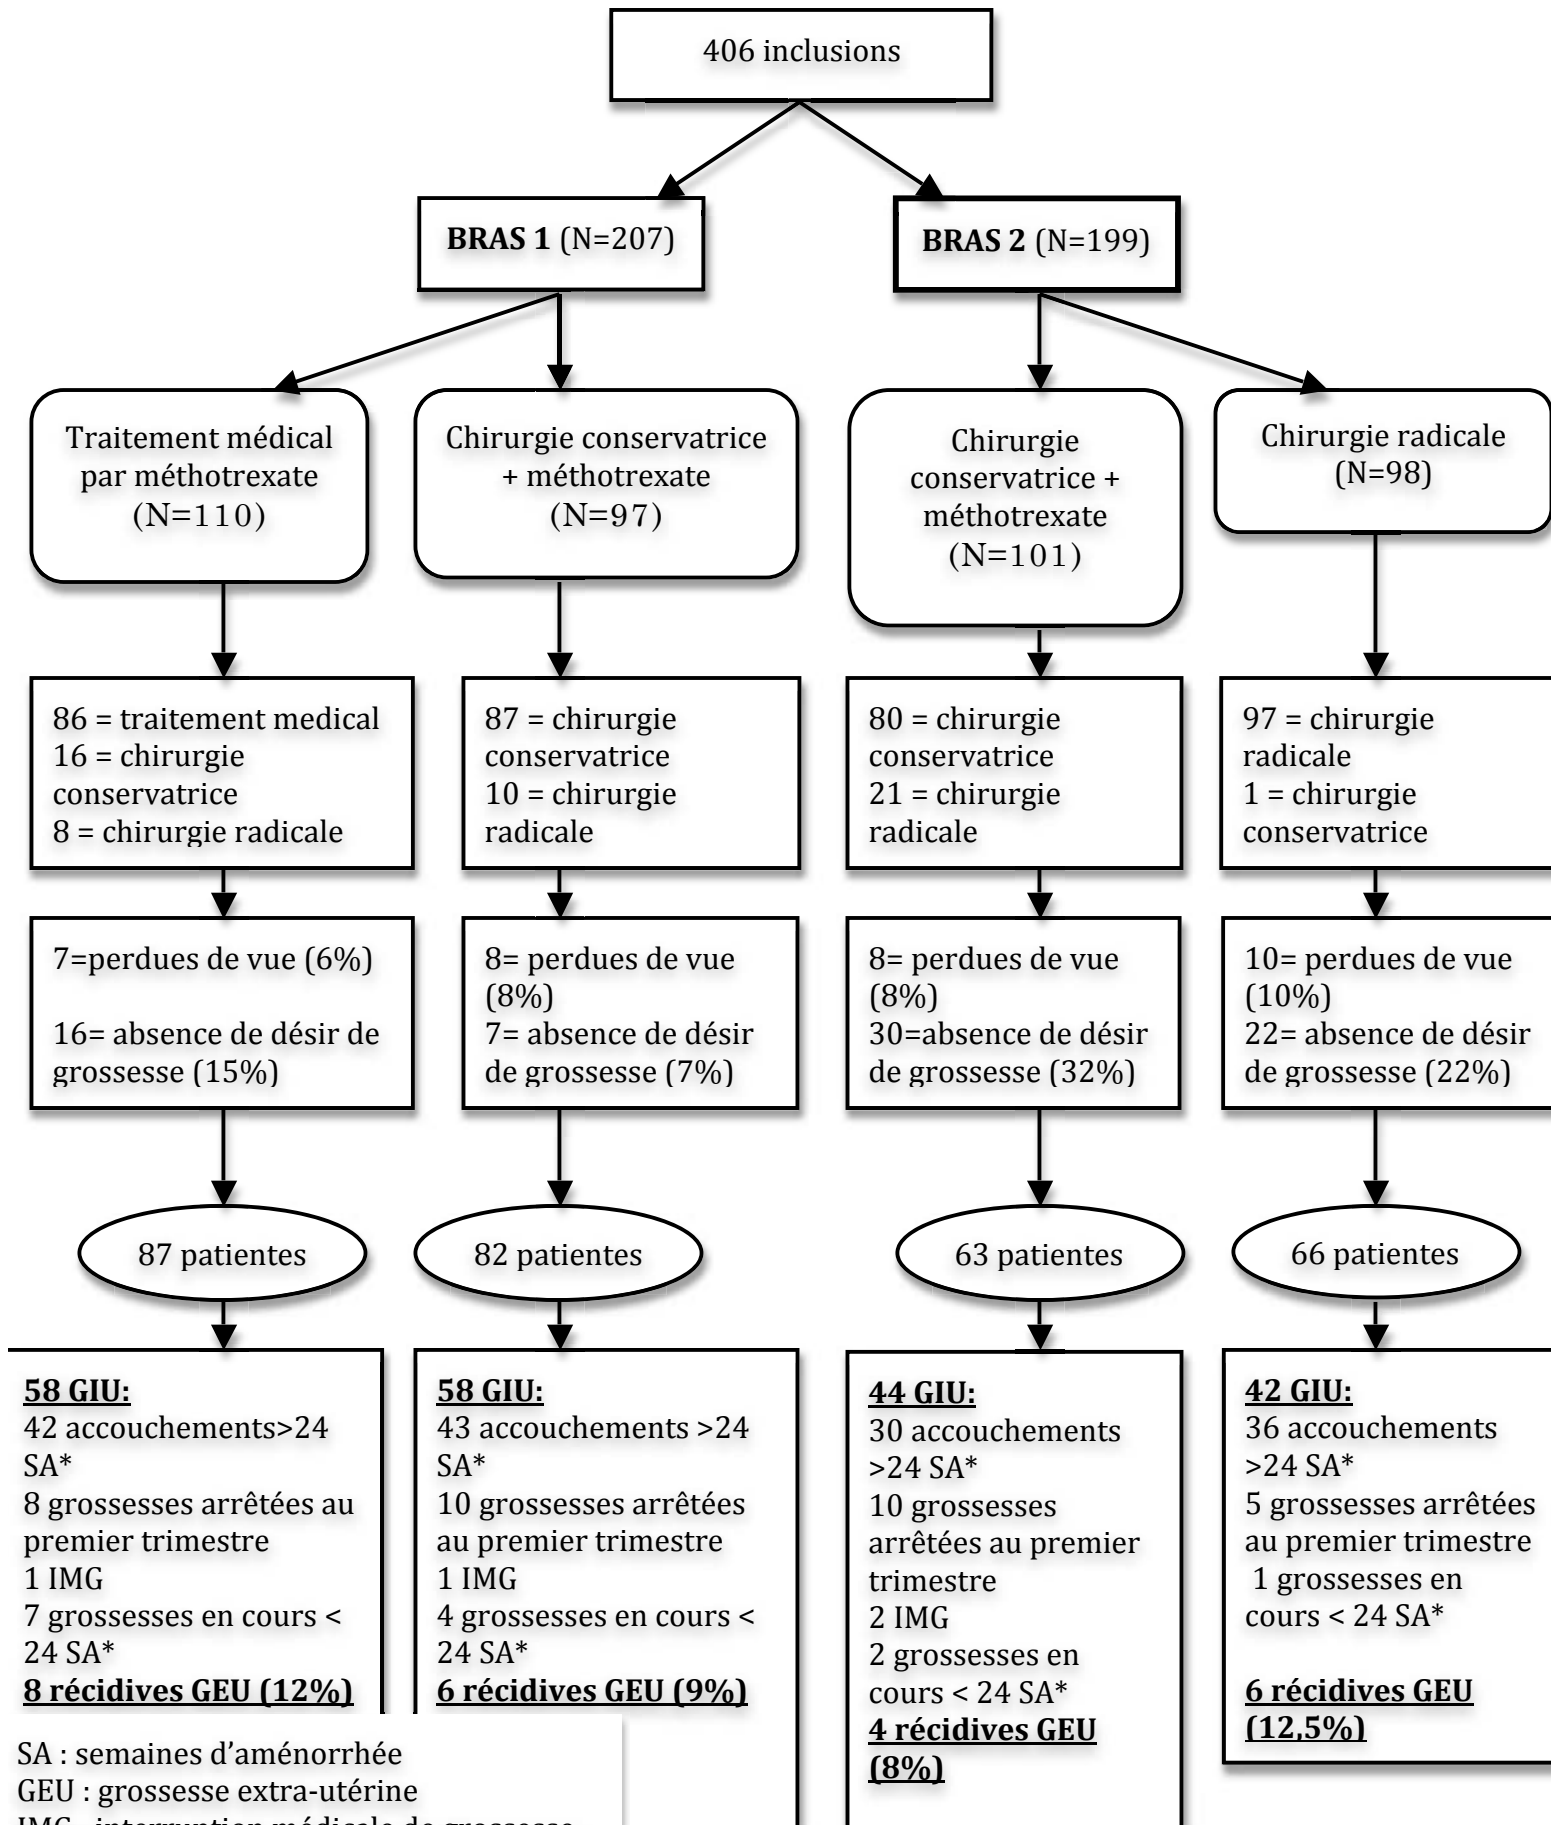 406 inclusions
BRAS 1 (N=207)
BRAS 2 (N=199)
Traitement médical
par méthotrexate
(N=110)
Chirurgie conservatrice
+ méthotrexate
(N=97)
Chirurgie
conservatrice +
méthotrexate
(N=101)
Chirurgie radicale
(N=98)
86 = traitement medical
16 = chirurgie
conservatrice
8 = chirurgie radicale
87 = chirurgie
conservatrice
10 = chirurgie
radicale
80 = chirurgie
conservatrice
21 = chirurgie
radicale
97 = chirurgie
radicale
1 = chirurgie
conservatrice
7=perdues de vue (6%)
16= absence de désir de
grossesse (15%)
8= perdues de vue
(8%)
7= absence de désir
de grossesse (7%)
8= perdues de vue
(8%)
30=absence de désir
de grossesse (32%)
10= perdues de vue
(10%)
22= absence de désir
de grossesse (22%)
87 patientes
82 patientes
63 patientes
66 patientes
58 GIU:
42 accouchements>24
SA*
8 grossesses arrêtées au
premier trimestre
1 IMG
7 grossesses en cours <
24 SA*
8 récidives GEU (12%)
58 GIU:
43 accouchements >24
SA*
10 grossesses arrêtées
au premier trimestre
1 IMG
4 grossesses en cours <
24 SA*
6 récidives GEU (9%)
44 GIU:
30 accouchements
>24 SA*
10 grossesses
arrêtées au premier
trimestre
2 IMG
2 grossesses en
cours < 24 SA*
4 récidives GEU
(8%)
42 GIU:
36 accouchements
>24 SA*
5 grossesses arrêtées
au premier trimestre
1 grossesses en
cours < 24 SA*
6 récidives GEU
(12,5%)
SA : semaines d'aménorrhée
GEU : grossesse extra-utérine
IMG : interruption médicale de grossesse